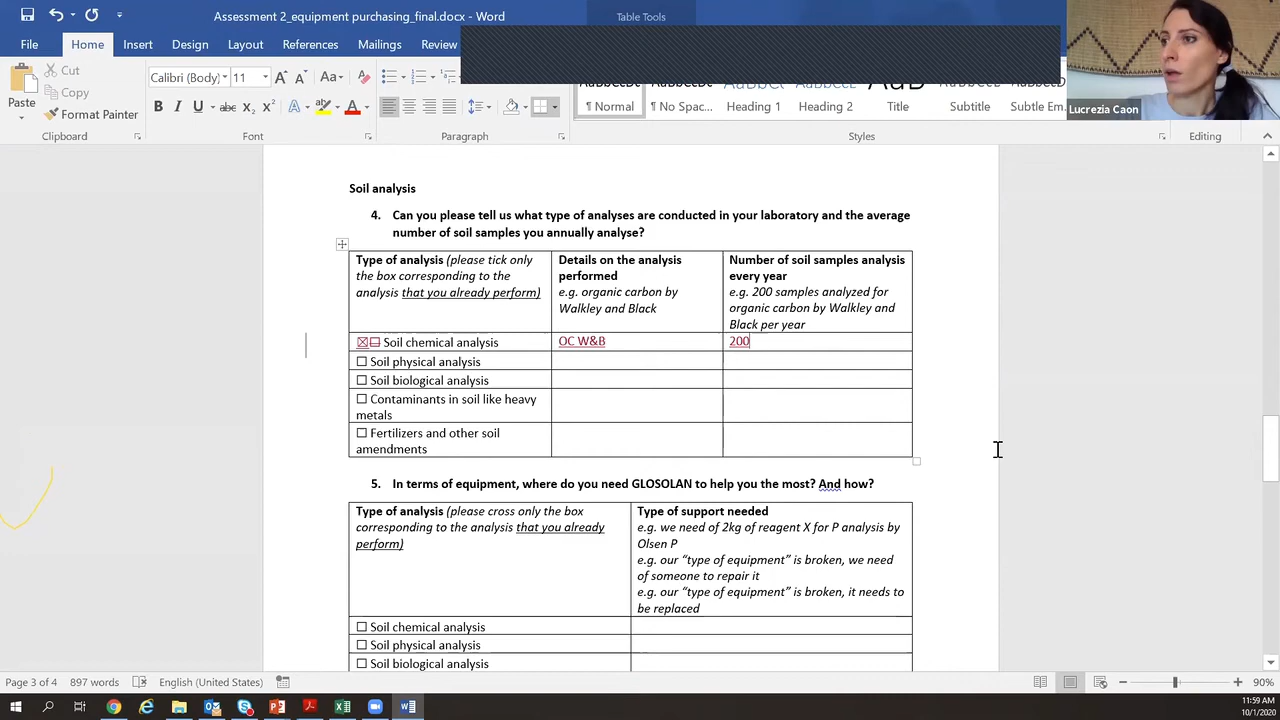 Assessment 2_equipment purchasing_final.docx - Word
Table Tools
File
Home
Insert
Design
Layout
References
Mailings
Review
Lucrezia Caon
Paste
Cut
Copy
Format Painter
Calibri (Body)
11
Normal
No Spac...
Heading 1
Heading 2
Title
Subtitle
Subtle Em...
Clipboard
Font
Paragraph
Styles
Editing
Soil analysis
4. Can you please tell us what type of analyses are conducted in your laboratory and the average
number of soil samples you annually analyse?
Type of analysis (please tick only
the box corresponding to the
analysis that you already perform)
Details on the analysis
performed
e.g. organic carbon by
Walkley and Black
Number of soil samples analysis
every year
e.g. 200 samples analyzed for
organic carbon by Walkley and
Black per year
☒☐ Soil chemical analysis
OC W&B
200
☐ Soil physical analysis
☐ Soil biological analysis
☐ Contaminants in soil like heavy
metals
☐ Fertilizers and other soil
amendments
5. In terms of equipment, where do you need GLOSOLAN to help you the most? And how?
Type of analysis (please cross only the box
corresponding to the analysis that you already
perform)
Type of support needed
e.g. we need of 2kg of reagent X for P analysis by
Olsen P
e.g. our “type of equipment” is broken, we need
of someone to repair it
e.g. our “type of equipment” is broken, it needs to
be replaced
☐ Soil chemical analysis
☐ Soil physical analysis
☐ Soil biological analysis
Page 3 of 4
897 words
English (United States)
90%
11:59 AM
10/1/2020